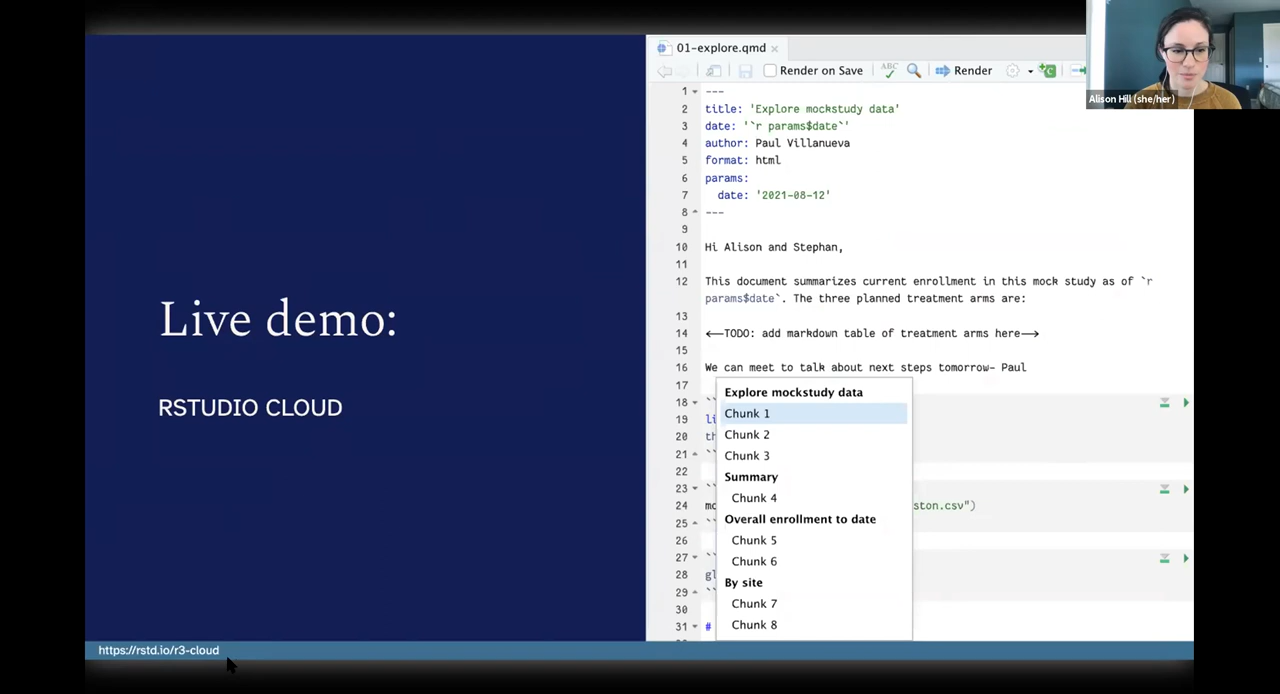 Live demo:
RSTUDIO CLOUD
https://rstd.io/r3-cloud
01-explore.qmd
Render on Save
ABC
Render
1 ---
2 title: 'Explore mockstudy data'
3 date: '`r params$date`'
4 author: Paul Villanueva
5 format: html
6 params:
7 date: '2021-08-12'
8 ---
9
10 Hi Alison and Stephan,
11
12 This document summarizes current enrollment in this mock study as of `r
params$date`. The three planned treatment arms are:
13
14 <--TODO: add markdown table of treatment arms here-->
15
16 We can meet to talk about next steps tomorrow- Paul
17
18 ``
19 li
20 th
21 ``
22
23 ``
24 mo
ston.csv")
25 ``
26
27 ``
28 gl
29 ``
30
31 #
Explore mockstudy data
Chunk 1
Chunk 2
Chunk 3
Summary
Chunk 4
Overall enrollment to date
Chunk 5
Chunk 6
By site
Chunk 7
Chunk 8
Alison Hill (she/her)